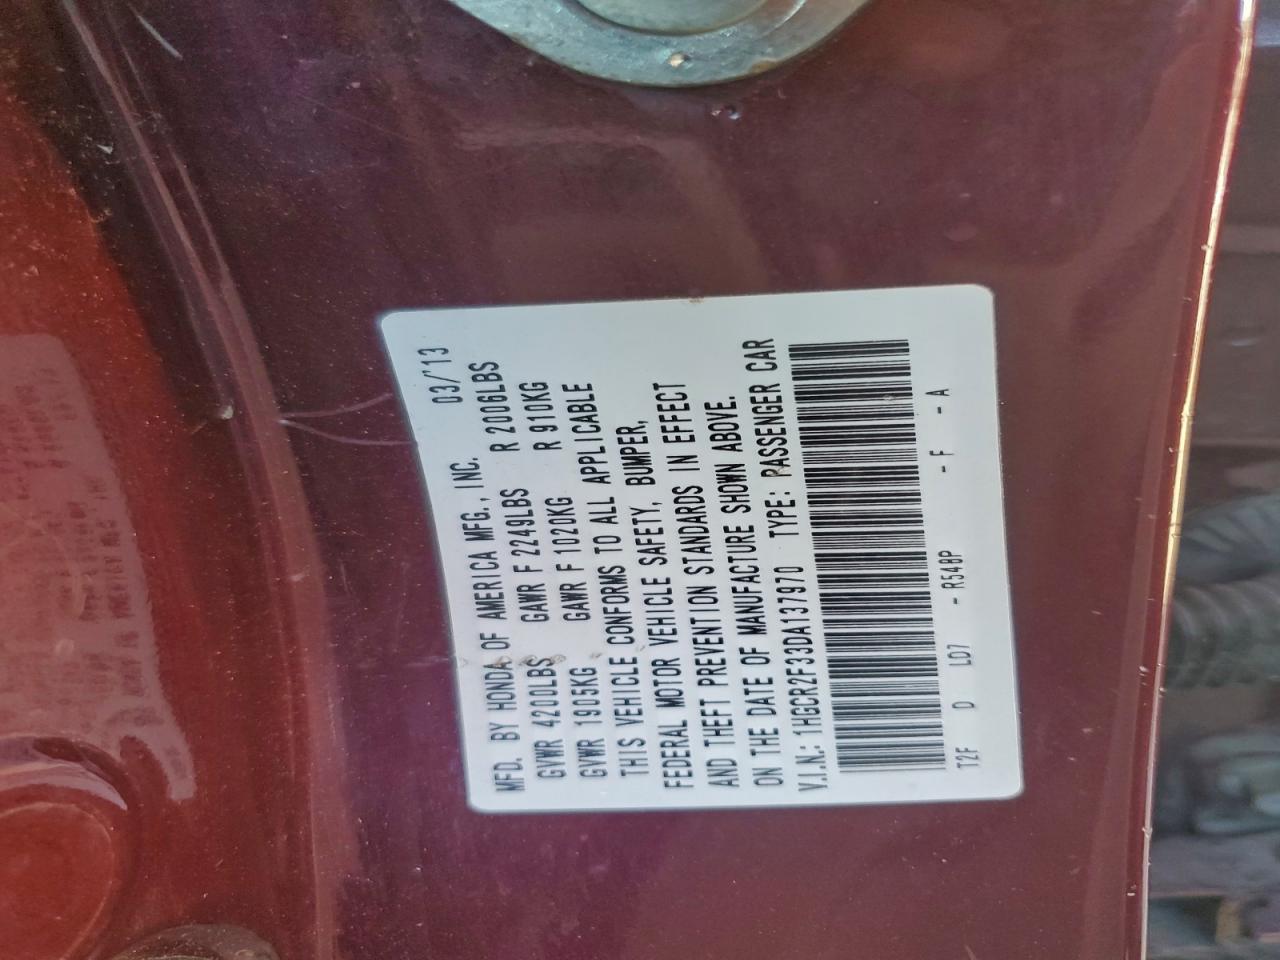 MFD. BY HONDA OF AMERICA MFG., INC. 03/'13
GVWR 4200LBS GAWR F 2249LBS R 2006LBS
GVWR 1905KG GAWR F 1020KG R 910KG
THIS VEHICLE CONFORMS TO ALL APPLICABLE
FEDERAL MOTOR VEHICLE SAFETY, BUMPER,
AND THEFT PREVENTION STANDARDS IN EFFECT
ON THE DATE OF MANUFACTURE SHOWN ABOVE.
V.I.N.: 1HGCR2F33DA137970 TYPE: PASSENGER CAR
T2F D LD7 - R548P - F - A